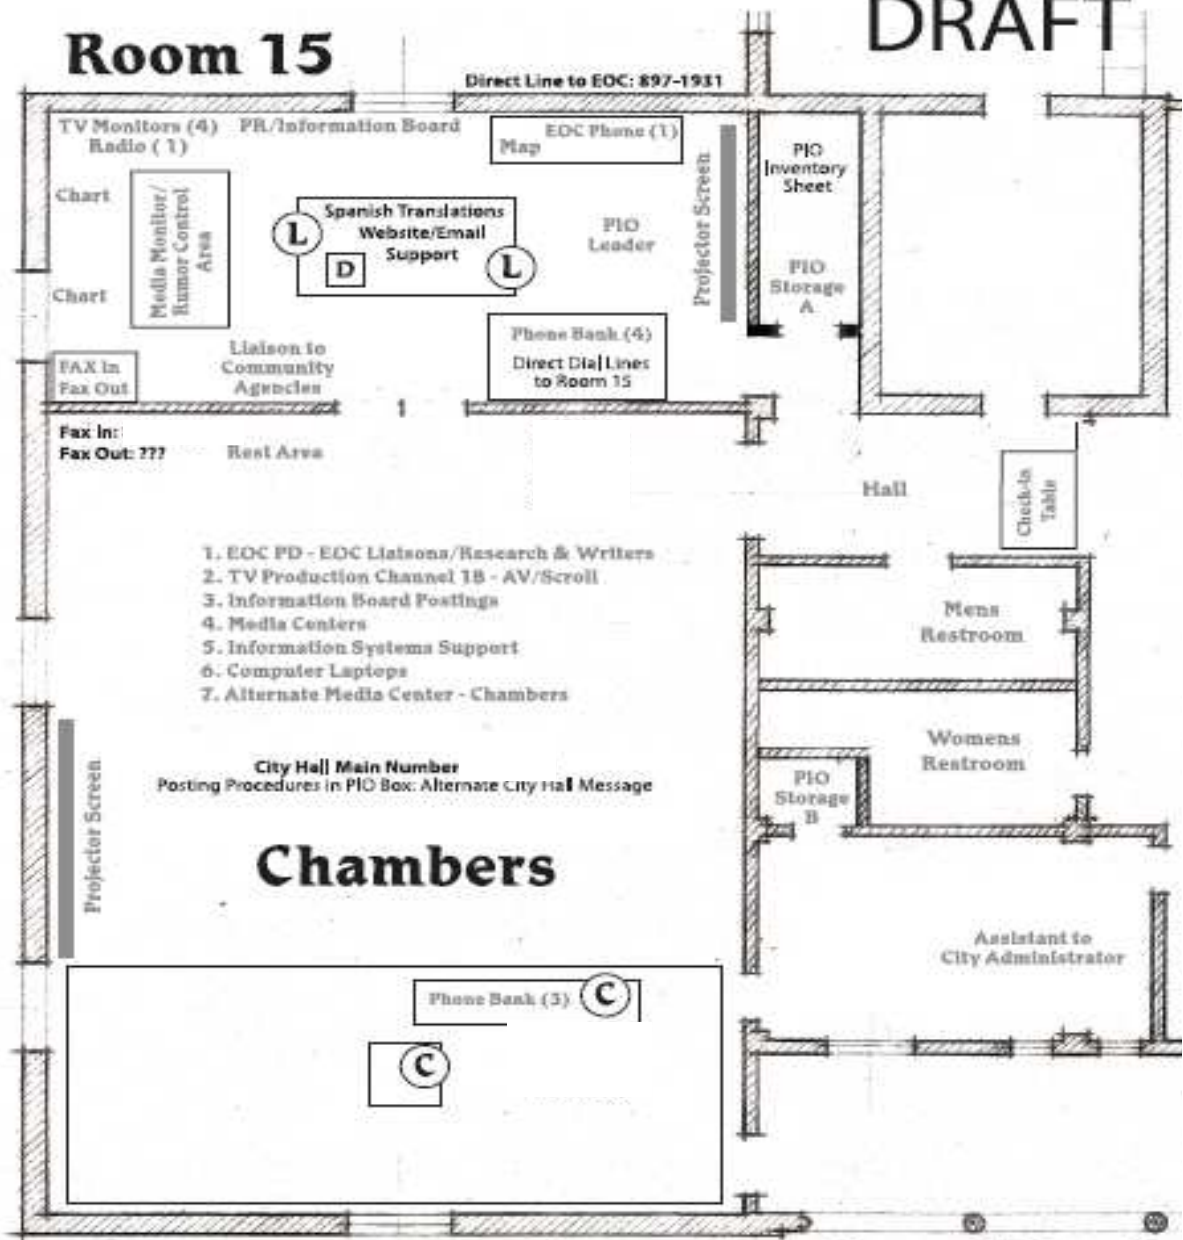 DRAFT
Room 15
Direct Line to EOC: 897-1931
TV Monitors (4)
Radio ( 1)
PR/Information Board
EOC Phone (1)
Map
Projector Screen
PIO
Inventory
Sheet
Chart
Media Monitor/
Rumor Control
Area
L
Spanish Translations
Website/Email
Support
D
L
PIO
Leader
PIO
Storage
A
Chart
Phone Bank (4)
Direct Dial Lines
to Room 15
Liaison to
Community
Agencies
FAX In
Fax Out
Fax In:
Fax Out: ???
Rest Area
Hall
Check-in
Table
1. EOC PD - EOC Liaisons/Research & Writers
2. TV Production Channel 18 - AV/Scroll
3. Information Board Postings
4. Media Centers
5. Information Systems Support
6. Computer Laptops
7. Alternate Media Center - Chambers
Mens
Restroom
Womens
Restroom
PIO
Storage
B
City Hall Main Number
Posting Procedures in PIO Box: Alternate City Hall Message
Projector Screen
Chambers
Assistant to
City Administrator
Phone Bank (3)
C
C